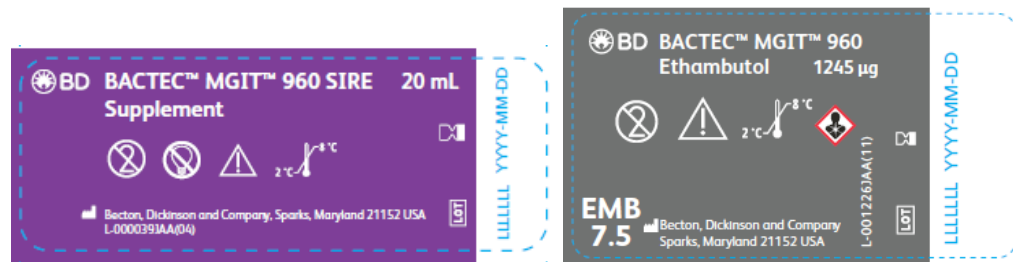 BD BACTEC™ MGIT™ 960 SIRE 20 mL
Supplement
2
2 °C 8 °C
Becton, Dickinson and Company, Sparks, Maryland 21152 USA
L-000039JAA(04)
LOT
LLLLLLL YYYY-MM-DD
BD BACTEC™ MGIT™ 960
Ethambutol 1245 µg
2
2 °C 8 °C
EMB
7.5
Becton, Dickinson and Company
Sparks, Maryland 21152 USA
L-001226JAA(11)
LOT
LLLLLLL YYYY-MM-DD